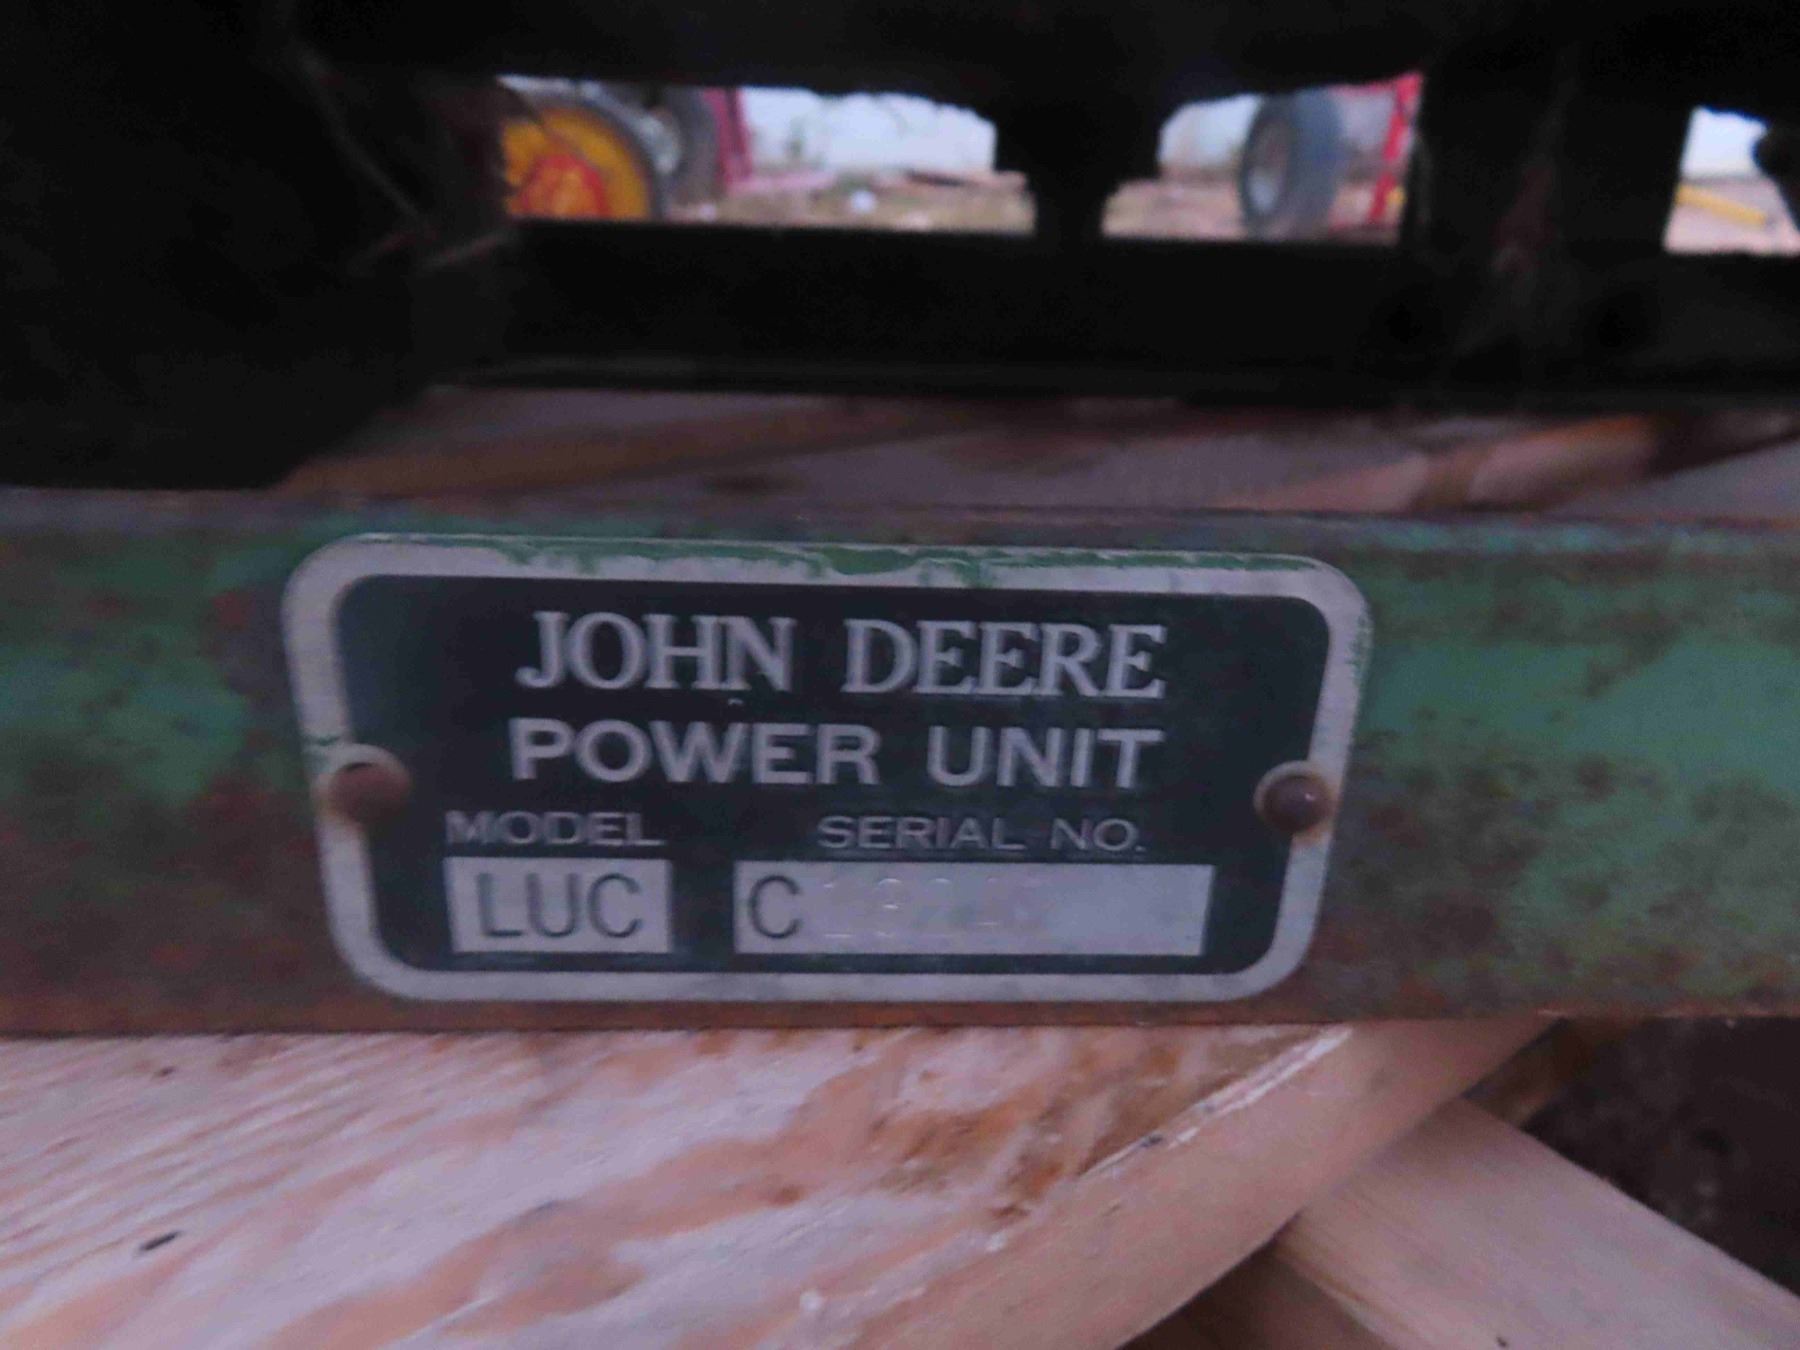 JOHN DEERE
POWER UNIT
MODEL SERIAL NO.
LUC C